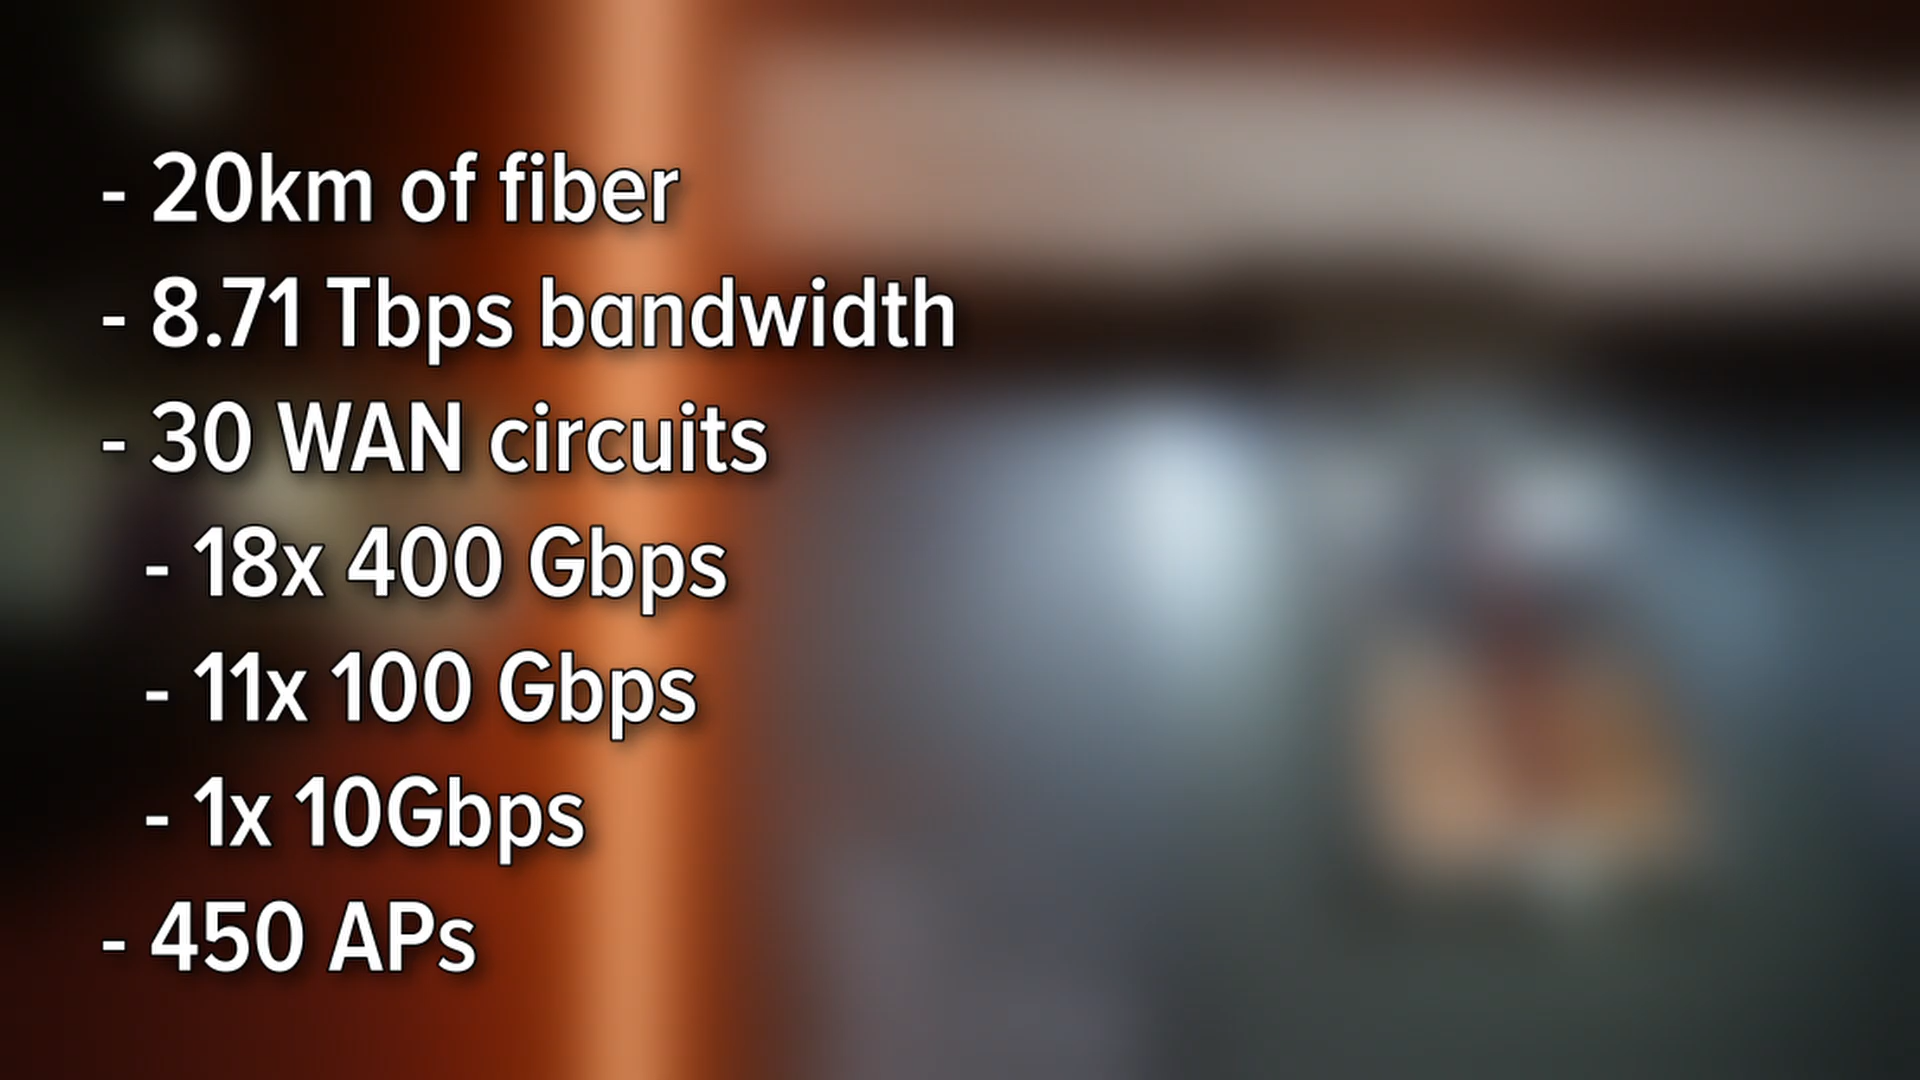 - 20km of fiber
- 8.71 Tbps bandwidth
- 30 WAN circuits
- 18x 400 Gbps
- 11x 100 Gbps
- 1x 10Gbps
- 450 APs